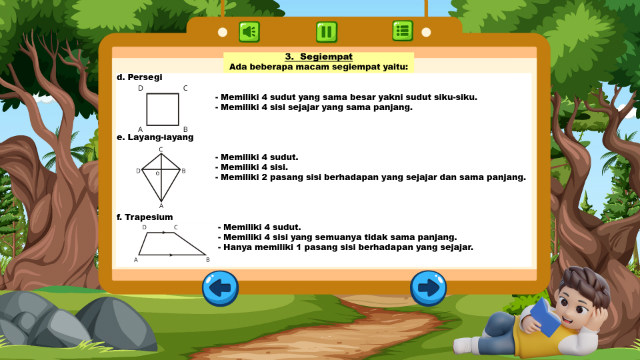 3. Segiempat
Ada beberapa macam segiempat yaitu:
d. Persegi
D C
- Memiliki 4 sudut yang sama besar yakni sudut siku-siku.
- Memiliki 4 sisi sejajar yang sama panjang.
A B
e. Layang-layang
C
- Memiliki 4 sudut.
- Memiliki 4 sisi.
D O B
- Memiliki 2 pasang sisi berhadapan yang sejajar dan sama panjang.
A
f. Trapesium
D C
- Memiliki 4 sudut.
- Memiliki 4 sisi yang semuanya tidak sama panjang.
- Hanya memiliki 1 pasang sisi berhadapan yang sejajar.
A B